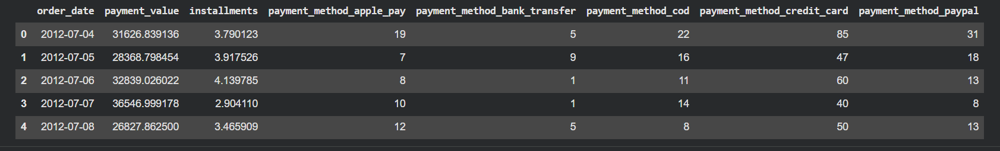 order_date payment_value installments payment_method_apple_pay payment_method_bank_transfer payment_method_cod payment_method_credit_card payment_method_paypal
0 2012-07-04 31626.839136 3.790123 19 5 22 85 31
1 2012-07-05 28368.798454 3.917526 7 9 16 47 18
2 2012-07-06 32839.026022 4.139785 8 1 11 60 13
3 2012-07-07 36546.999178 2.904110 10 1 14 40 8
4 2012-07-08 26827.862500 3.465909 12 5 8 50 13